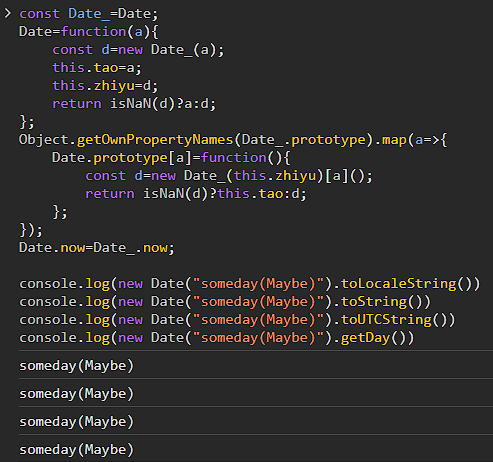 const Date_=Date;
Date=function(a){
    const d=new Date_(a);
    this.tao=a;
    this.zhiyu=d;
    return isNaN(d)?a:d;
};
Object.getOwnPropertyNames(Date_.prototype).map(a=>{
    Date.prototype[a]=function(){
        const d=new Date_(this.zhiyu)[a]();
        return isNaN(d)?this.tao:d;
    };
});
Date.now=Date_.now;

console.log(new Date("someday(Maybe)").toLocaleString())
console.log(new Date("someday(Maybe)").toString())
console.log(new Date("someday(Maybe)").toUTCString())
console.log(new Date("someday(Maybe)").getDay())
someday(Maybe)
someday(Maybe)
someday(Maybe)
someday(Maybe)